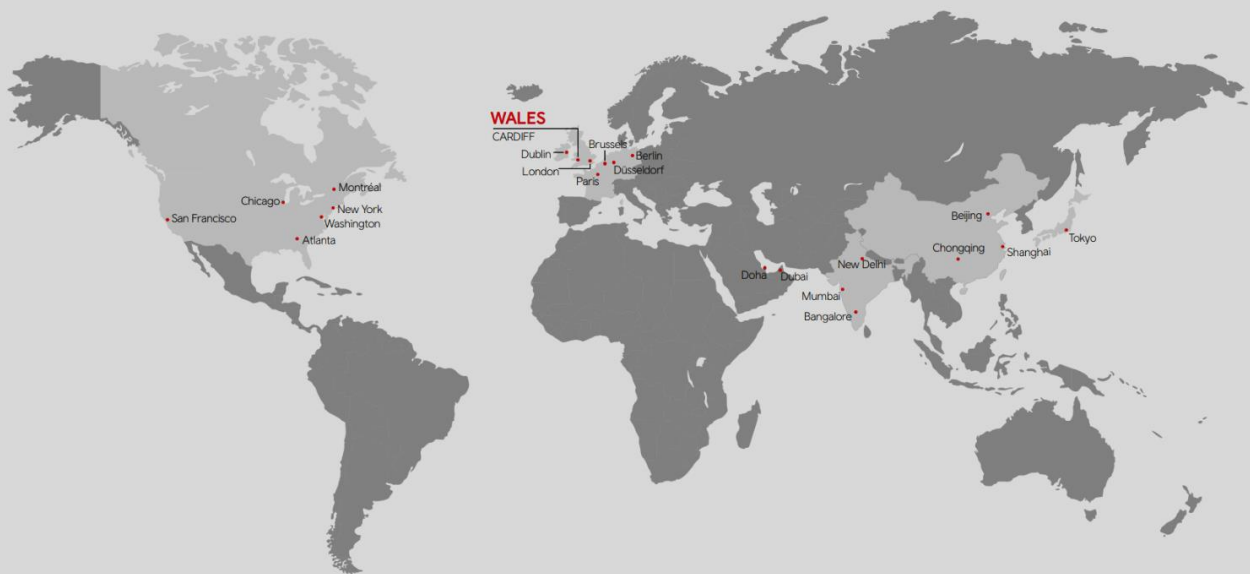 WALES
CARDIFF
Brussels
Dublin
Berlin
London
Düsseldorf
Paris
Montréal
Chicago
New York
San Francisco
Washington
Atlanta
Beijing
Tokyo
Chongqing
Shanghai
New Delhi
Doha
Dubai
Mumbai
Bangalore